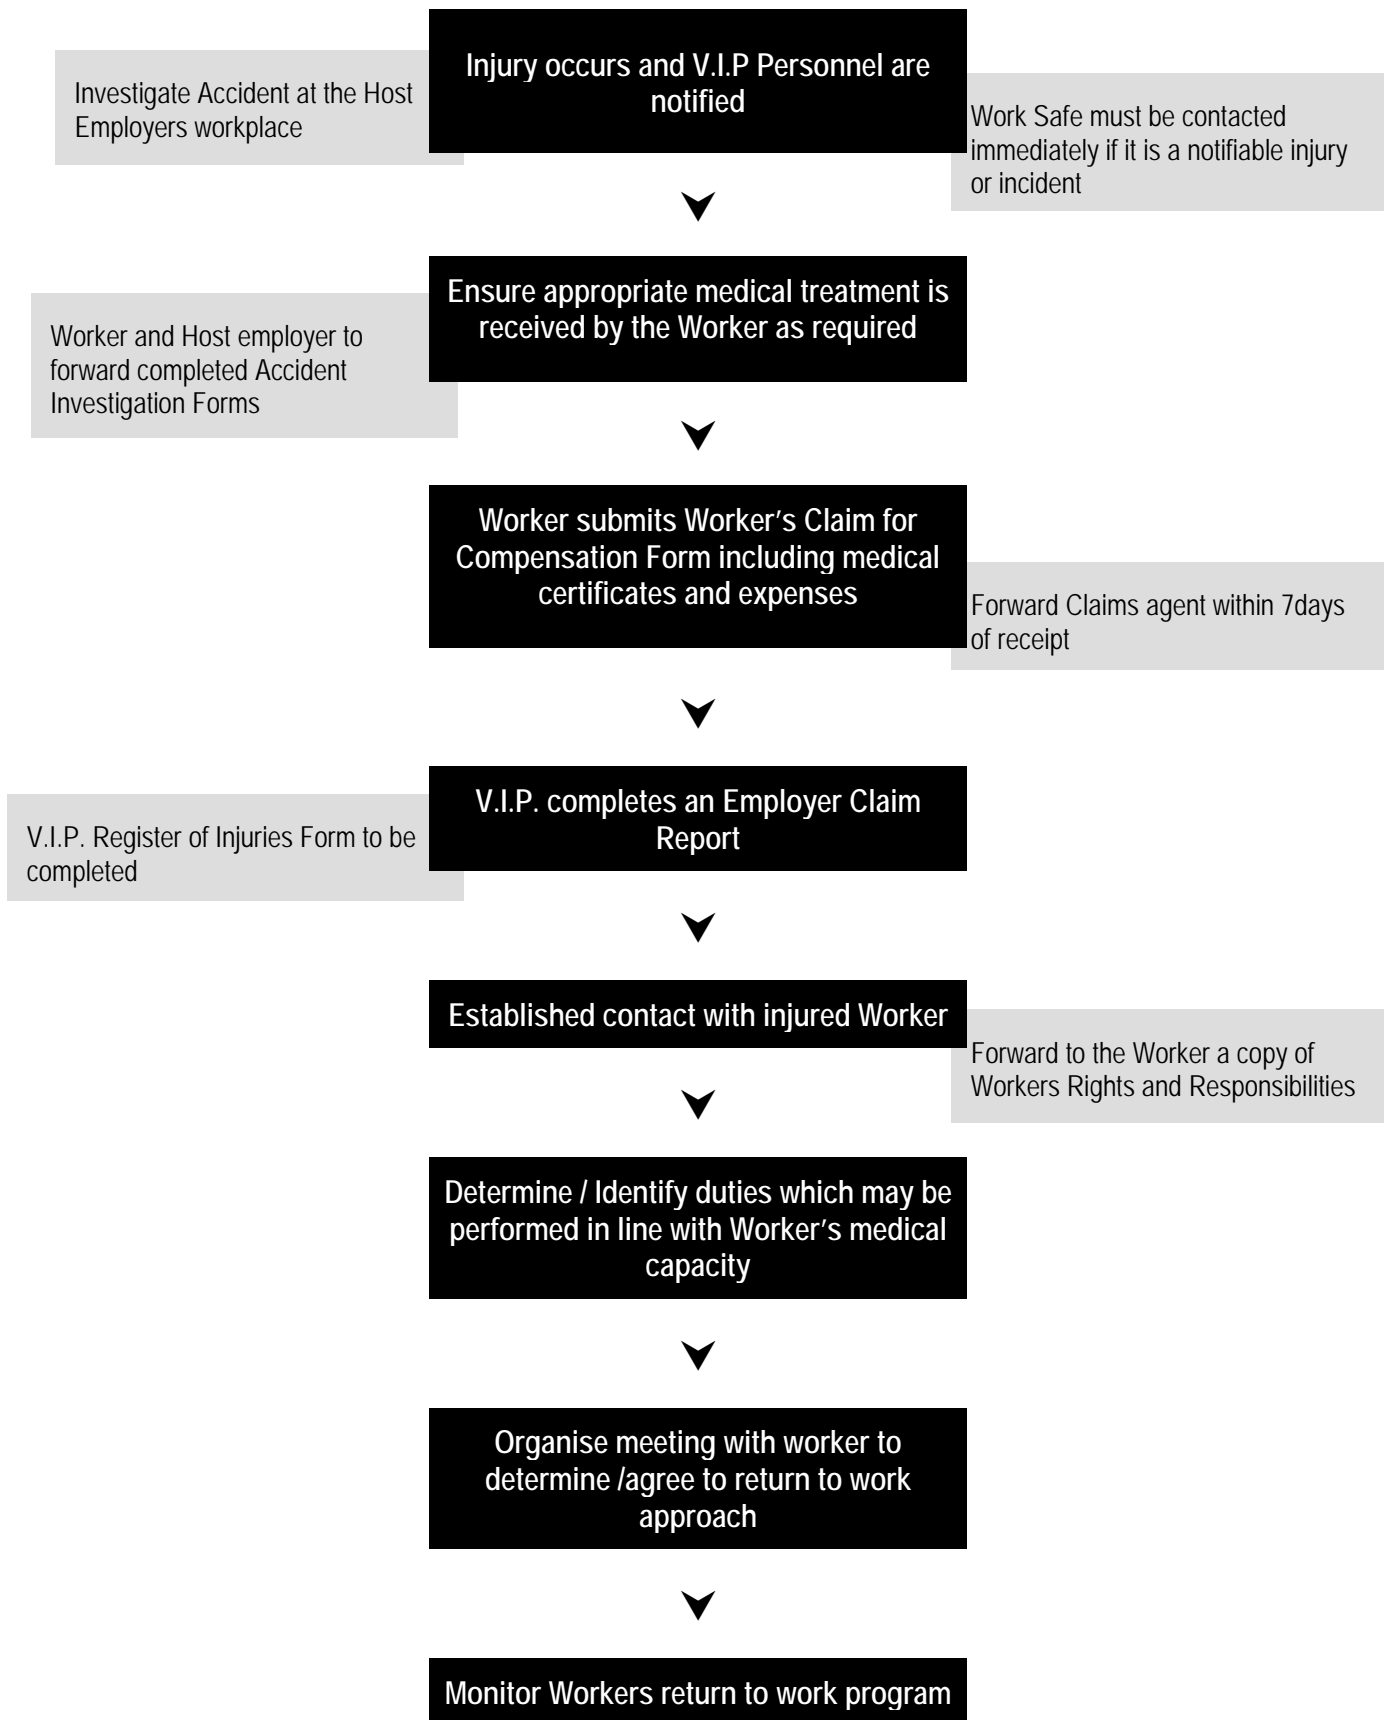 Injury occurs and V.I.P Personnel are
notified
Investigate Accident at the Host
Employers workplace
Work Safe must be contacted
immediately if it is a notifiable injury
or incident
Ensure appropriate medical treatment is
received by the Worker as required
Worker and Host employer to
forward completed Accident
Investigation Forms
Worker submits Worker’s Claim for
Compensation Form including medical
certificates and expenses
Forward Claims agent within 7days
of receipt
V.I.P. completes an Employer Claim
Report
V.I.P. Register of Injuries Form to be
completed
Established contact with injured Worker
Forward to the Worker a copy of
Workers Rights and Responsibilities
Determine / Identify duties which may be
performed in line with Worker’s medical
capacity
Organise meeting with worker to
determine /agree to return to work
approach
Monitor Workers return to work program